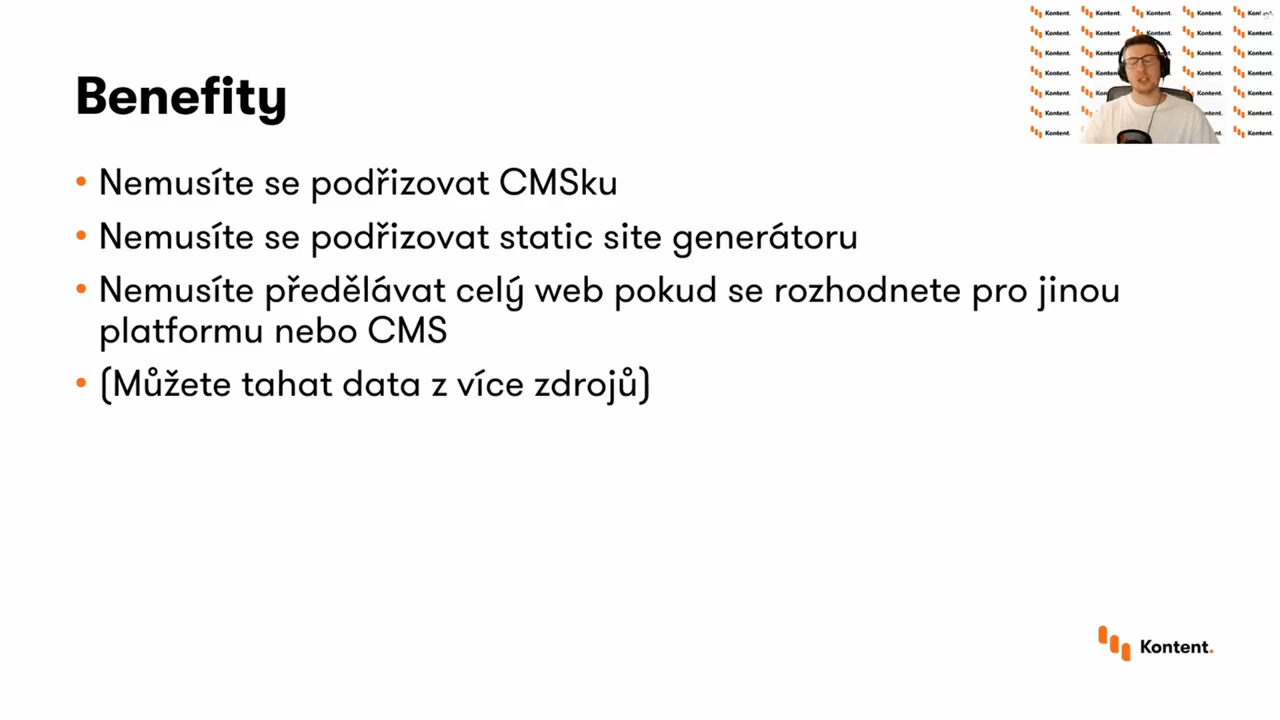 Benefity
• Nemusíte se podřizovat CMSku
• Nemusíte se podřizovat static site generátoru
• Nemusíte předělávat celý web pokud se rozhodnete pro jinou
platformu nebo CMS
• (Můžete tahat data z více zdrojů)
Kontent.